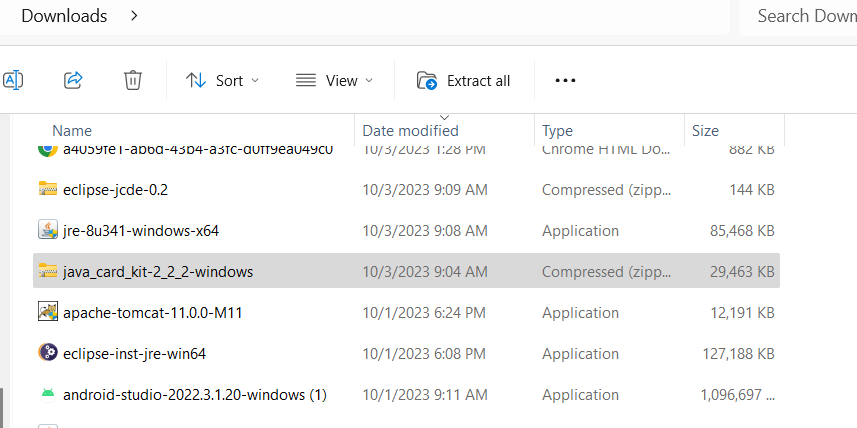 Downloads
Search Down
Sort
View
Extract all
Name Date modified Type Size
a4059fe1-ab6d-43b4-a3fc-d0ff9ea049c0 10/3/2023 1:28 PM Chrome HTML Do... 882 KB
eclipse-jcde-0.2 10/3/2023 9:09 AM Compressed (zipp... 144 KB
jre-8u341-windows-x64 10/3/2023 9:08 AM Application 85,468 KB
java_card_kit-2_2_2-windows 10/3/2023 9:04 AM Compressed (zipp... 29,463 KB
apache-tomcat-11.0.0-M11 10/1/2023 6:24 PM Application 12,191 KB
eclipse-inst-jre-win64 10/1/2023 6:08 PM Application 127,188 KB
android-studio-2022.3.1.20-windows (1) 10/1/2023 9:11 AM Application 1,096,697 ...